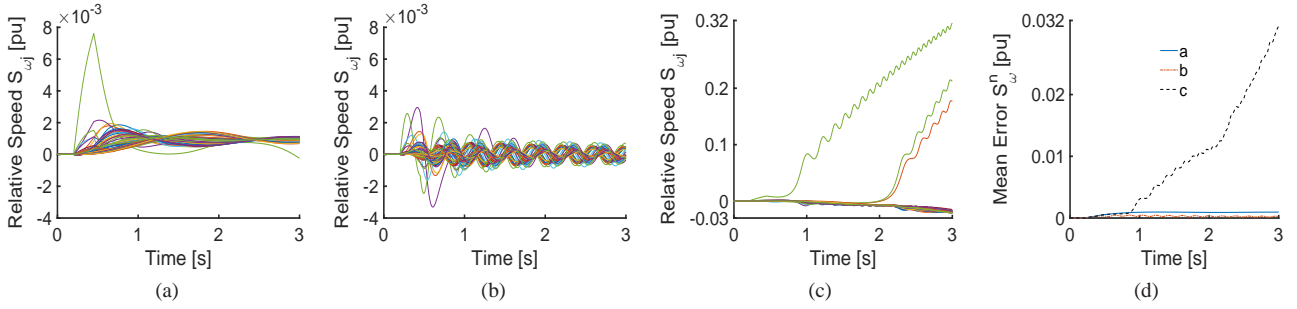 ×10⁻³
Relative Speed S_ωj [pu]
8
6
4
2
0
-2
-4
0 1 2 3
Time [s]
(a)
×10⁻³
Relative Speed S_ωj [pu]
8
6
4
2
0
-2
-4
0 1 2 3
Time [s]
(b)
Relative Speed S_ωj [pu]
0.32
0.2
0.1
0
-0.03
0 1 2 3
Time [s]
(c)
Mean Error S_ω^n [pu]
0.032
0.032
0.01
0
a
b
c
0 1 2 3
Time [s]
(d)